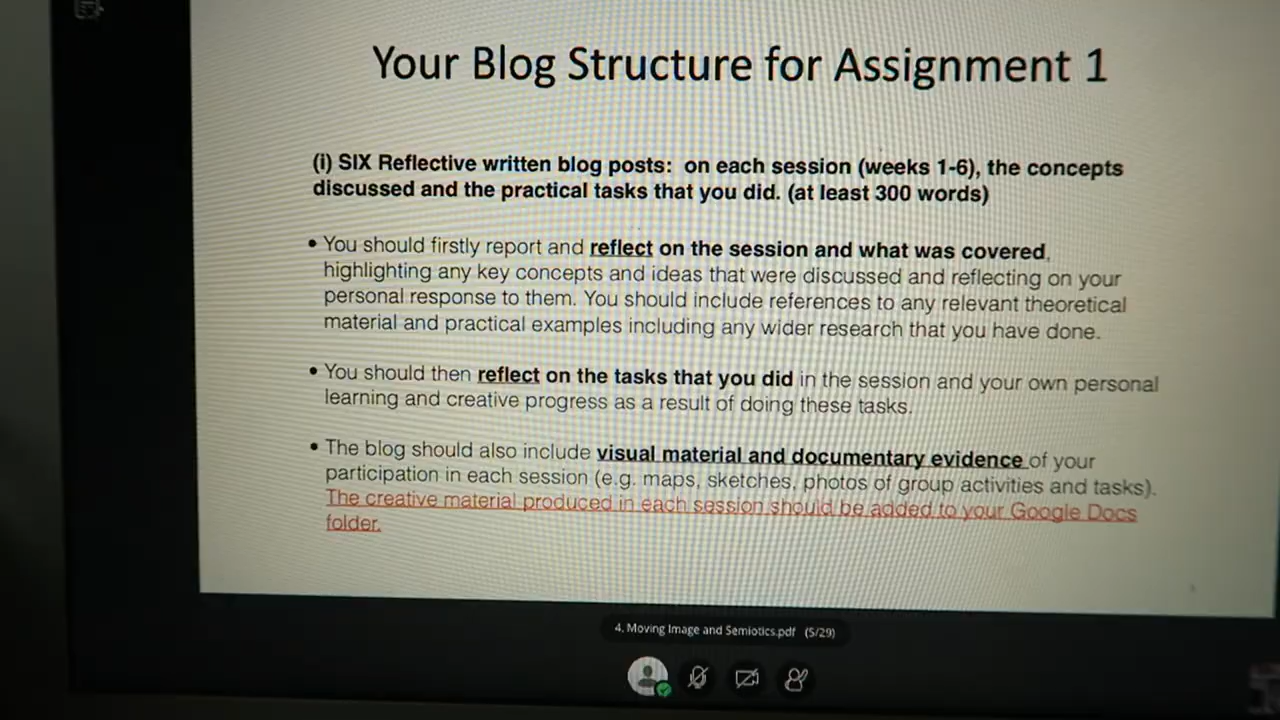 Your Blog Structure for Assignment 1
(i) SIX Reflective written blog posts: on each session (weeks 1-6), the concepts
discussed and the practical tasks that you did. (at least 300 words)
• You should firstly report and reflect on the session and what was covered,
highlighting any key concepts and ideas that were discussed and reflecting on your
personal response to them. You should include references to any relevant theoretical
material and practical examples including any wider research that you have done.
• You should then reflect on the tasks that you did in the session and your own personal
learning and creative progress as a result of doing these tasks.
• The blog should also include visual material and documentary evidence of your
participation in each session (e.g. maps, sketches, photos of group activities and tasks).
The creative material produced in each session should be added to your Google Docs
folder.
4. Moving Image and Semiotics.pdf (5/29)